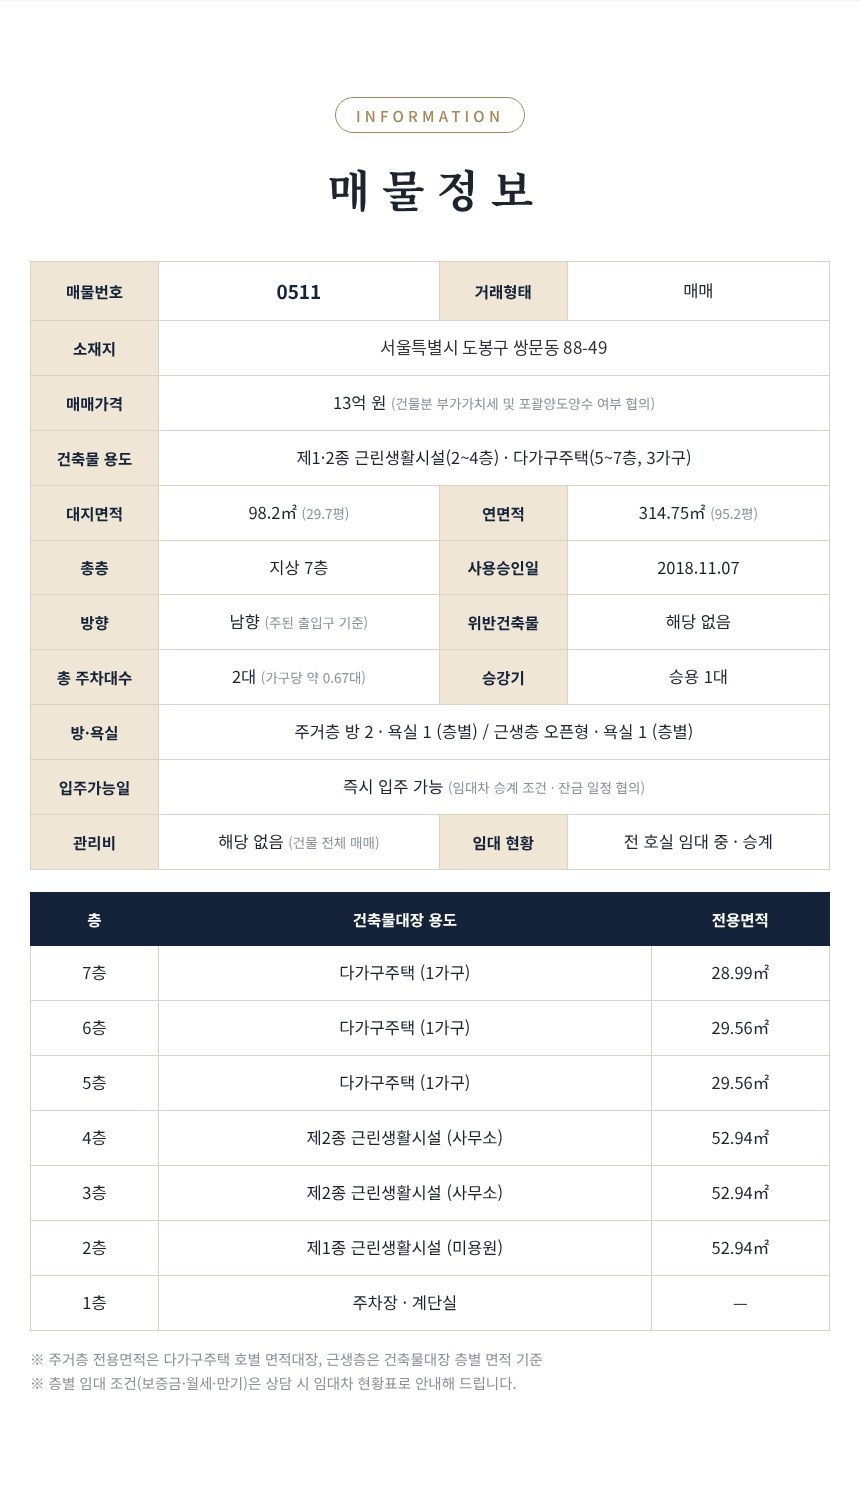 INFORMATION
매물정보
매물번호 0511 거래형태 매매
소재지 서울특별시 도봉구 쌍문동 88-49
매매가격 13억 원 (건물분 부가가치세 및 포괄양도양수 여부 협의)
건축물 용도 제1·2종 근린생활시설(2~4층) · 다가구주택(5~7층, 3가구)
대지면적 98.2㎡ (29.7평) 연면적 314.75㎡ (95.2평)
총층 지상 7층 사용승인일 2018.11.07
방향 남향 (주된 출입구 기준) 위반건축물 해당 없음
총 주차대수 2대 (가구당 약 0.67대) 승강기 승용 1대
방·욕실 주거층 방 2 · 욕실 1 (층별) / 근생층 오픈형 · 욕실 1 (층별)
입주가능일 즉시 입주 가능 (임대차 승계 조건 · 잔금 일정 협의)
관리비 해당 없음 (건물 전체 매매) 임대 현황 전 호실 임대 중 · 승계
층 건축물대장 용도 전용면적
7층 다가구주택 (1가구) 28.99㎡
6층 다가구주택 (1가구) 29.56㎡
5층 다가구주택 (1가구) 29.56㎡
4층 제2종 근린생활시설 (사무소) 52.94㎡
3층 제2종 근린생활시설 (사무소) 52.94㎡
2층 제1종 근린생활시설 (미용원) 52.94㎡
1층 주차장 · 계단실 —
※ 주거층 전용면적은 다가구주택 호별 면적대장, 근생층은 건축물대장 층별 면적 기준
※ 층별 임대 조건(보증금·월세·만기)은 상담 시 임대차 현황표로 안내해 드립니다.